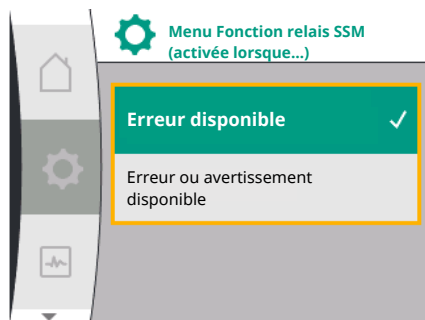 Menu Fonction relais SSM
(activée lorsque...)
Erreur disponible
Erreur ou avertissement
disponible